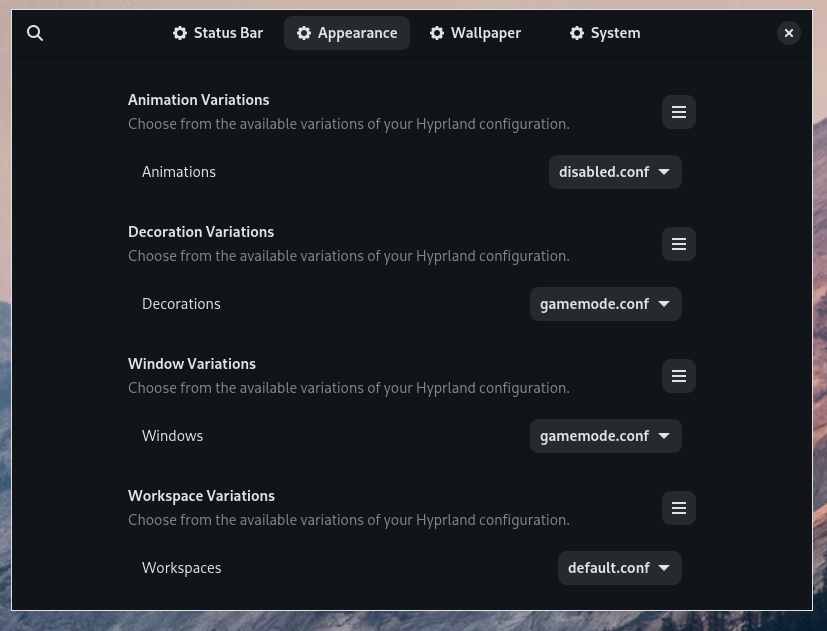 Status Bar Appearance Wallpaper System
Animation Variations
Choose from the available variations of your Hyprland configuration.
Animations disabled.conf
Decoration Variations
Choose from the available variations of your Hyprland configuration.
Decorations gamemode.conf
Window Variations
Choose from the available variations of your Hyprland configuration.
Windows gamemode.conf
Workspace Variations
Choose from the available variations of your Hyprland configuration.
Workspaces default.conf